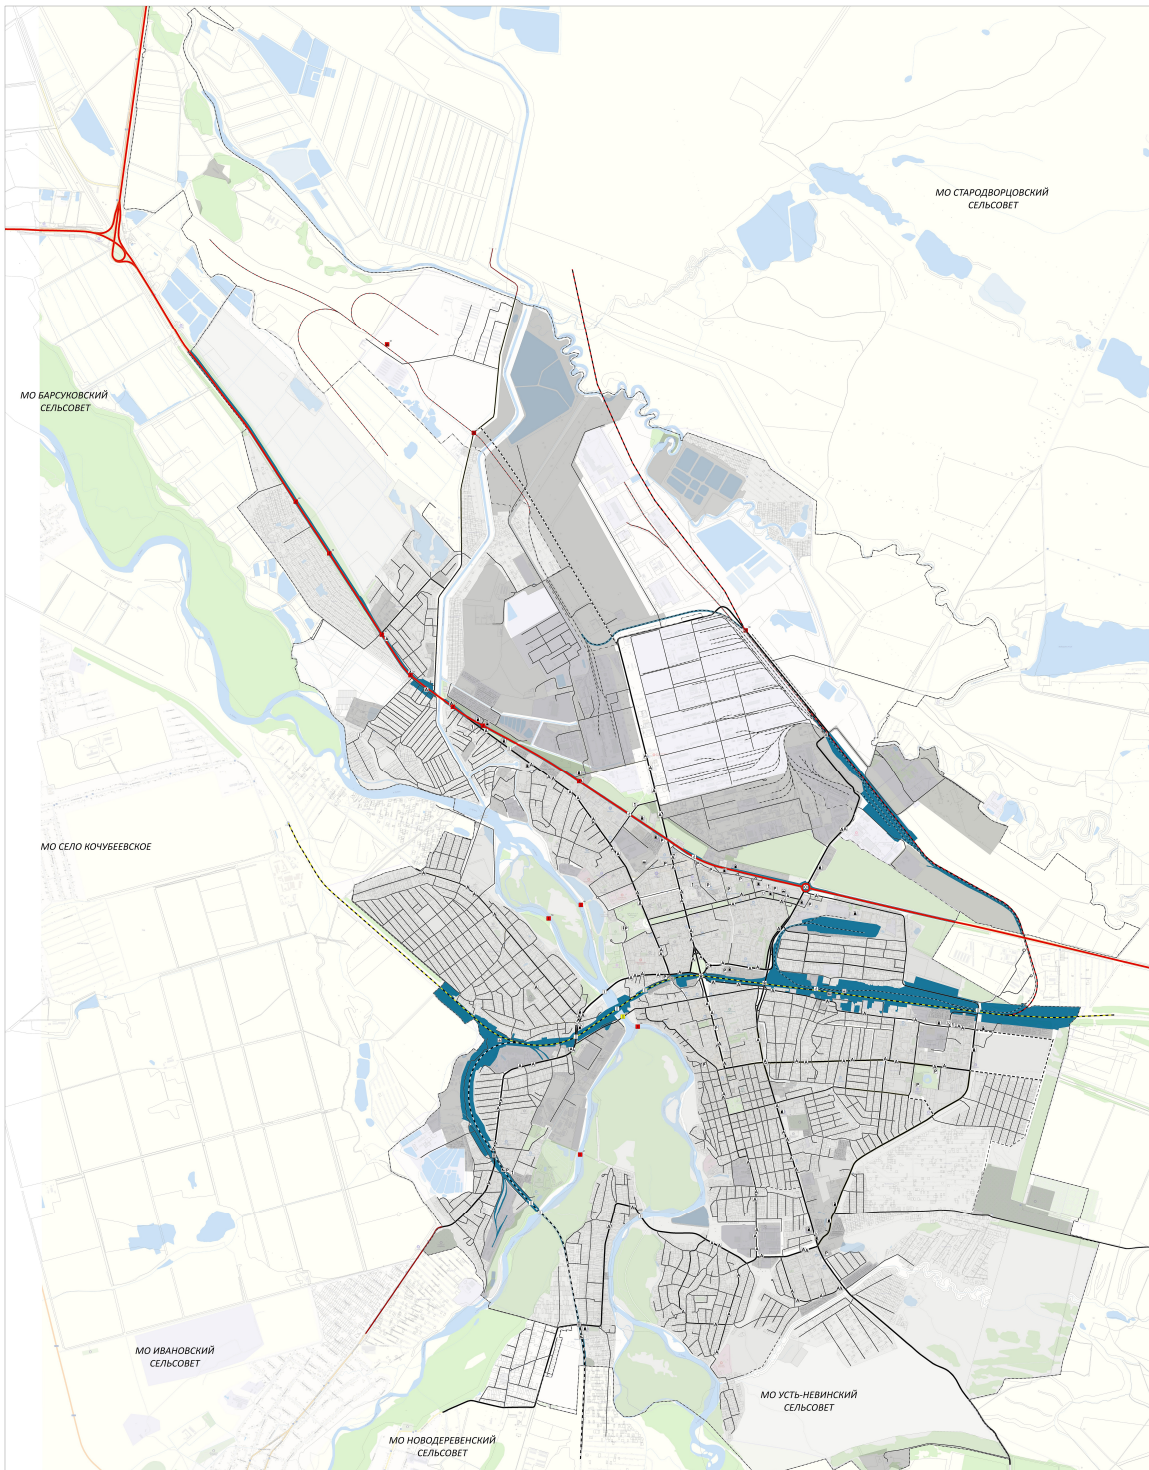 МО СТАРОДВОРЦОВСКИЙ
СЕЛЬСОВЕТ
МО БАРСУКОВСКИЙ
СЕЛЬСОВЕТ
МО СЕЛО КОЧУБЕЕВСКОЕ
МО ИВАНОВСКИЙ
СЕЛЬСОВЕТ
МО УСТЬ-НЕВИНСКИЙ
СЕЛЬСОВЕТ
МО НОВОДЕРЕВЕНСКИЙ
СЕЛЬСОВЕТ